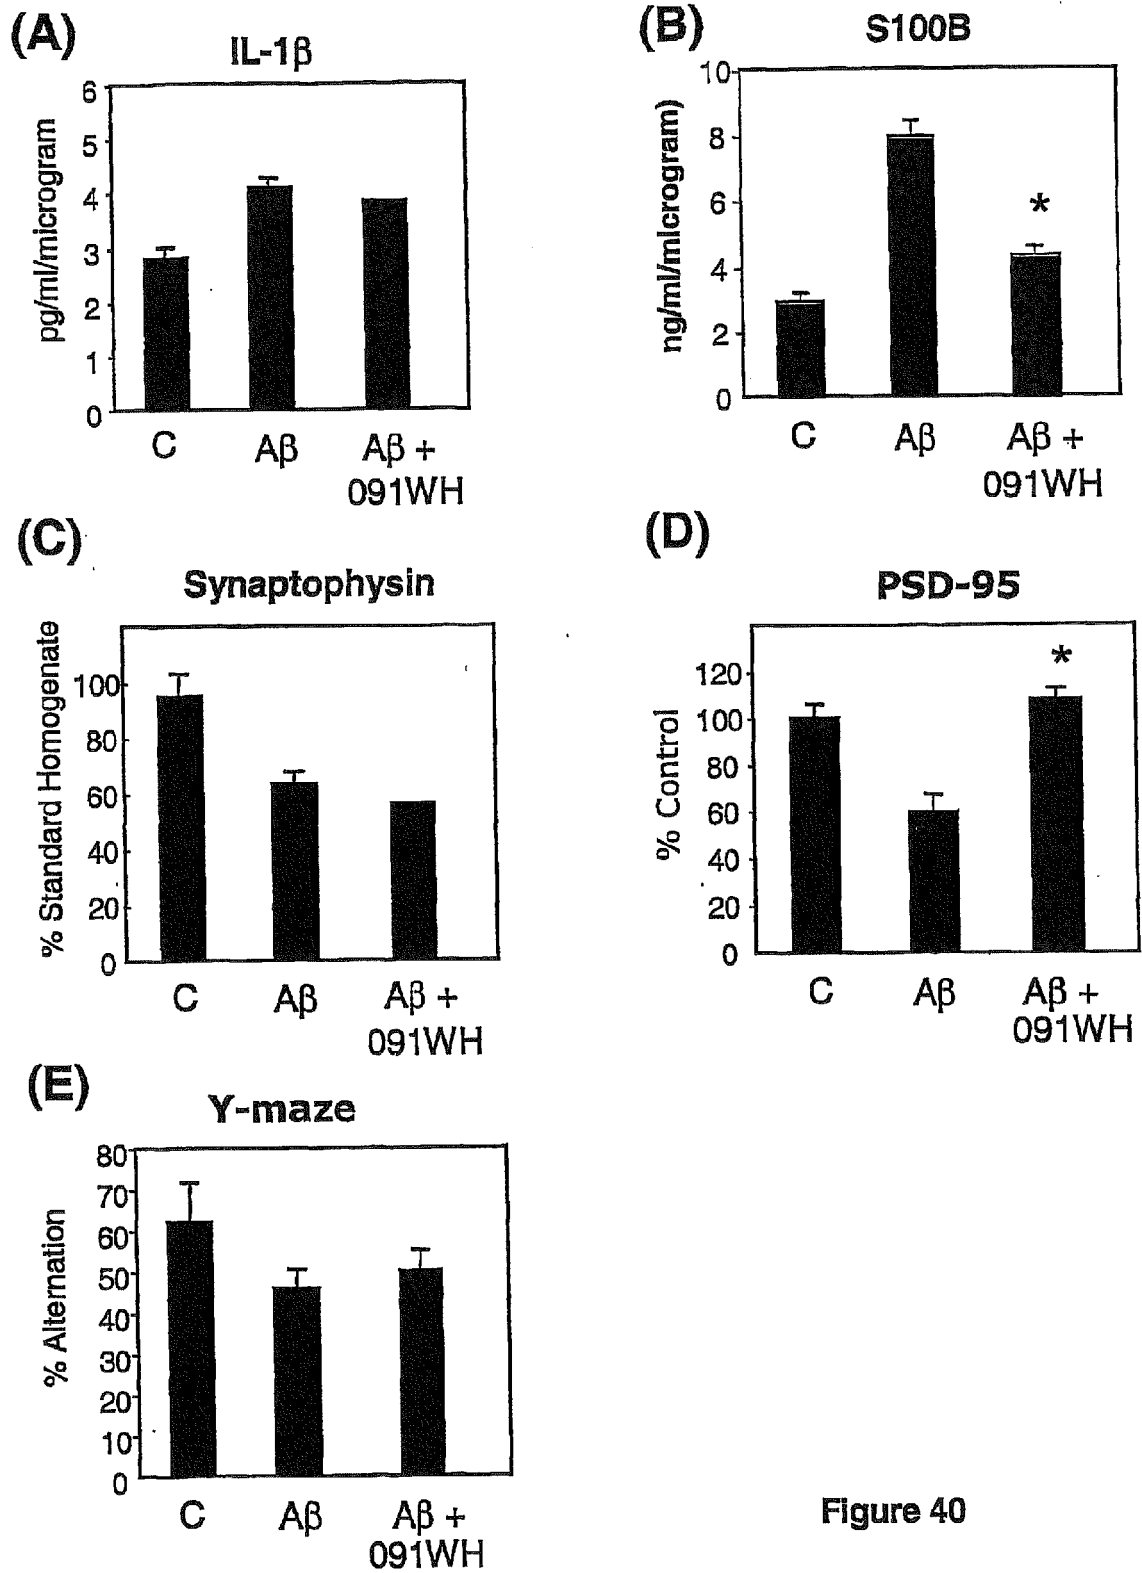 (A)
IL-1β
pg/ml/microgram
6
5
4
3
2
1
0
C
Aβ
Aβ +
091WH
(B)
S100B
ng/ml/microgram)
10
8
6
4
2
0
*
C
Aβ
Aβ +
091WH
(C)
Synaptophysin
% Standard Homogenate
100
80
60
40
20
0
C
Aβ
Aβ +
091WH
(D)
PSD-95
% Control
120
100
80
60
40
20
0
*
C
Aβ
Aβ +
091WH
(E)
Y-maze
% Alternation
80
70
60
50
40
30
20
10
0
C
Aβ
Aβ +
091WH
Figure 40